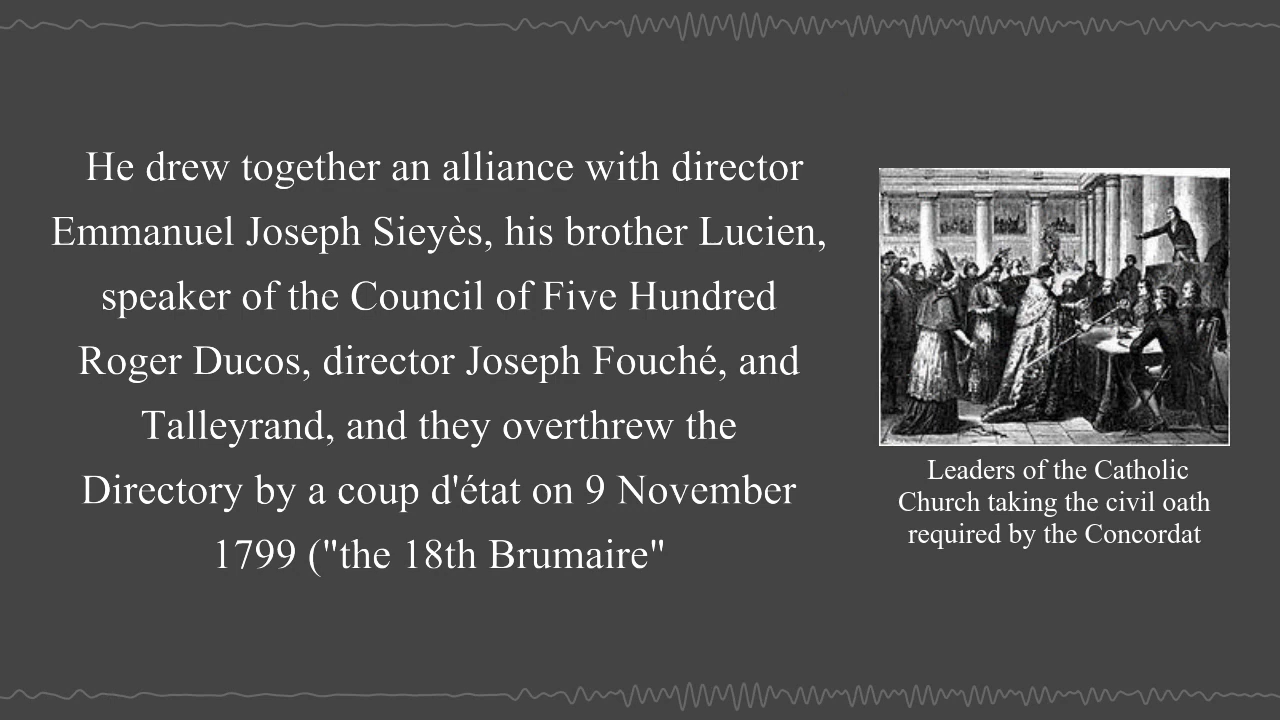 He drew together an alliance with director
Emmanuel Joseph Sieyès, his brother Lucien,
speaker of the Council of Five Hundred
Roger Ducos, director Joseph Fouché, and
Talleyrand, and they overthrew the
Directory by a coup d'état on 9 November
1799 ("the 18th Brumaire"
Leaders of the Catholic
Church taking the civil oath
required by the Concordat